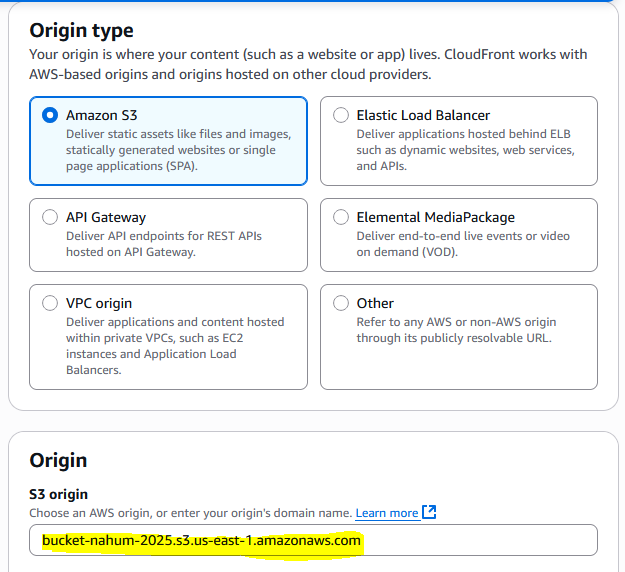 Origin type
Your origin is where your content (such as a website or app) lives. CloudFront works with
AWS-based origins and origins hosted on other cloud providers.
Amazon S3
Deliver static assets like files and images,
statically generated websites or single
page applications (SPA).
Elastic Load Balancer
Deliver applications hosted behind ELB
such as dynamic websites, web services,
and APIs.
API Gateway
Deliver API endpoints for REST APIs
hosted on API Gateway.
Elemental MediaPackage
Deliver end-to-end live events or video
on demand (VOD).
VPC origin
Deliver applications and content hosted
within private VPCs, such as EC2
instances and Application Load
Balancers.
Other
Refer to any AWS or non-AWS origin
through its publicly resolvable URL.
Origin
S3 origin
Choose an AWS origin, or enter your origin's domain name. Learn more
bucket-nahum-2025.s3.us-east-1.amazonaws.com